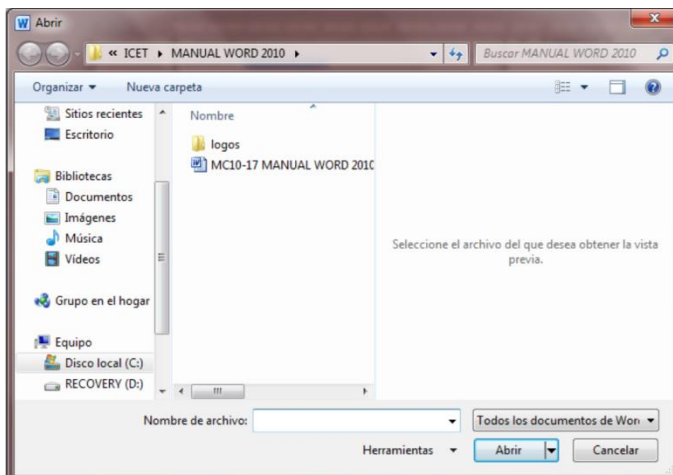 Abrir
« ICET ▸ MANUAL WORD 2010 ▸
Buscar MANUAL WORD 2010
Organizar
Nueva carpeta
Sitios recientes
Escritorio
Bibliotecas
Documentos
Imágenes
Música
Vídeos
Grupo en el hogar
Equipo
Disco local (C:)
RECOVERY (D:)
Nombre
logos
MC10-17 MANUAL WORD 2010
Seleccione el archivo del que desea obtener la vista
previa.
Nombre de archivo:
Todos los documentos de Wor
Herramientas
Abrir
Cancelar